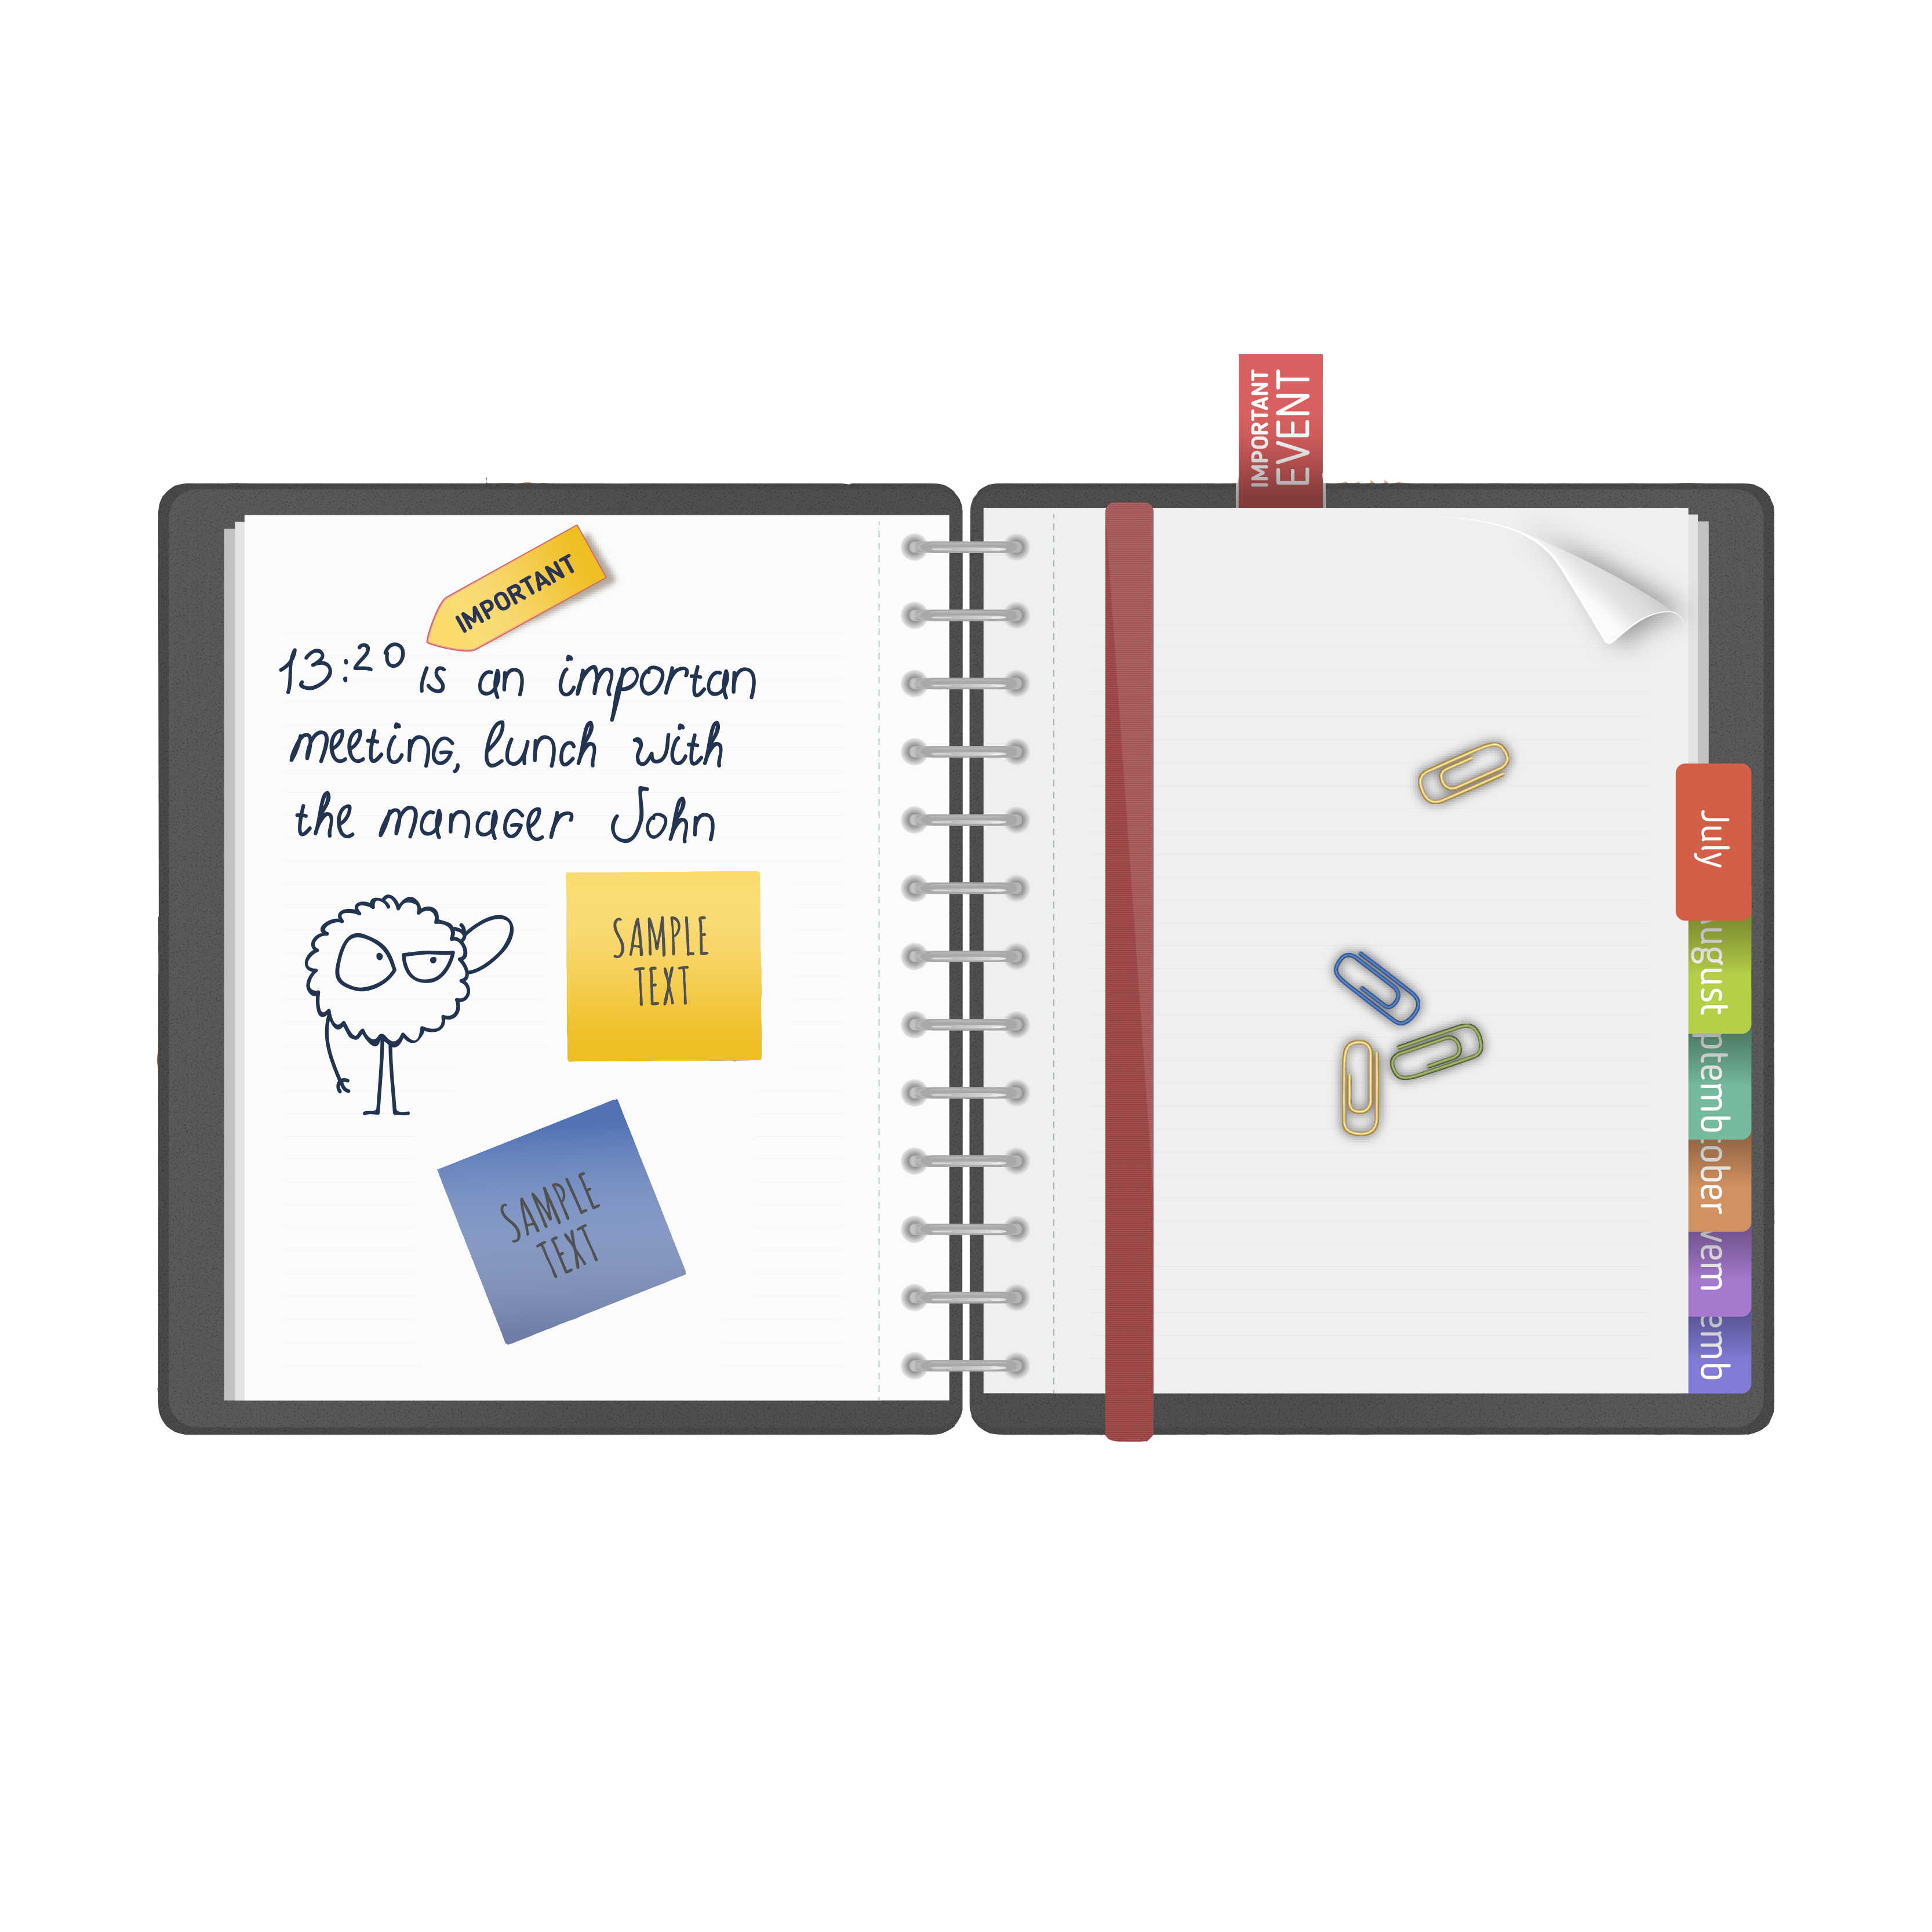 IMPORTANT
13:20 is an importan
meeting, lunch with
the manager John
SAMPLE
TEXT
SAMPLE
TEXT
IMPORTANT
EVENT
July
ugust
ptemb
ober
vem
emb